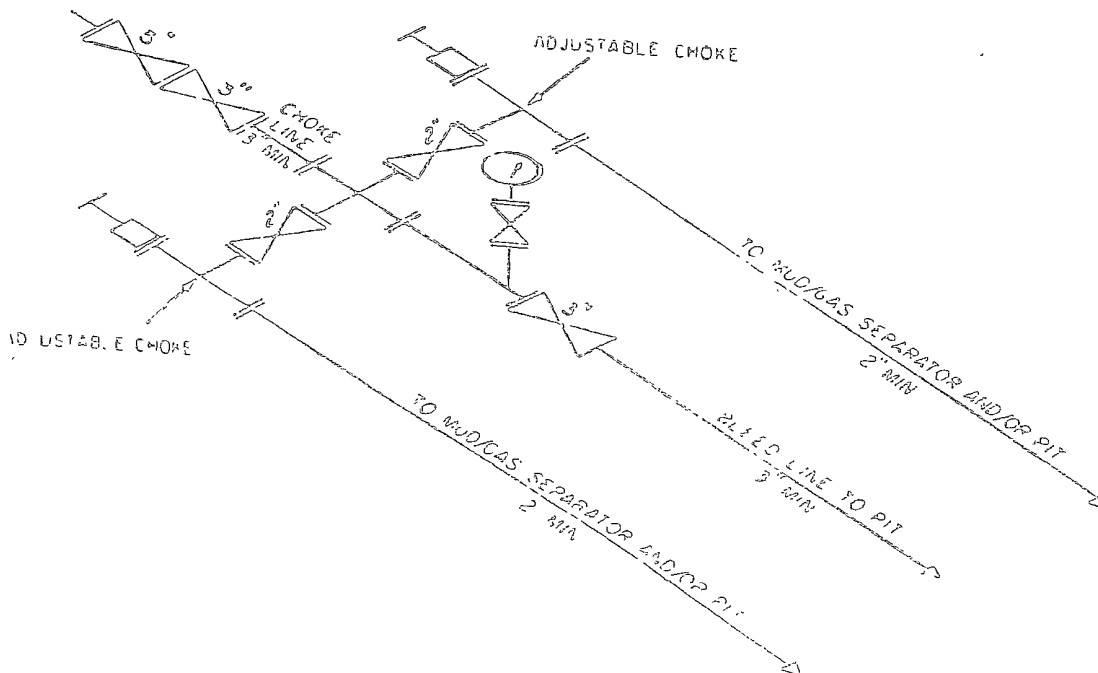 ADJUSTABLE CHOKE
3"
CHOKE
LINE
3" MIN
2"
2"
3"
TO MUD/GAS SEPARATOR AND/OR PIT
2" MIN
BLEED LINE TO PIT
3" MIN
TO MUD/GAS SEPARATOR AND/OR PIT
2" MIN